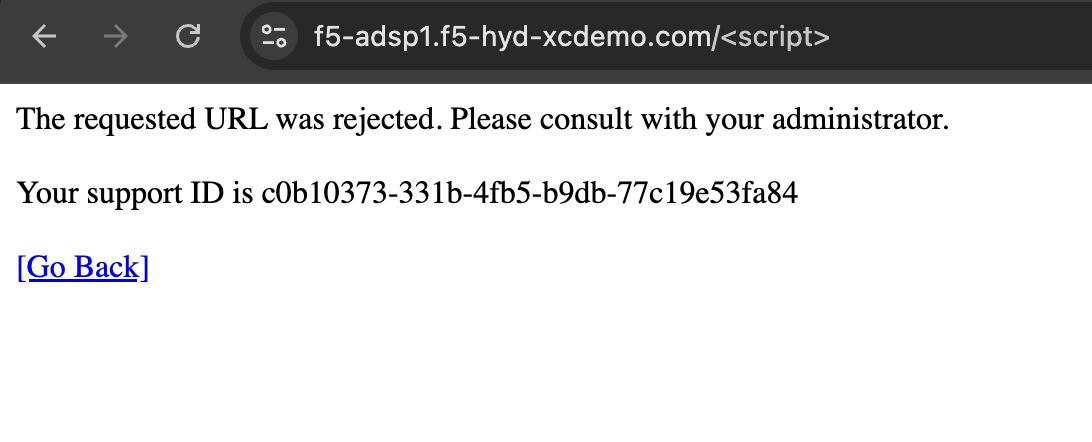 f5-adsp1.f5-hyd-xcdemo.com/<script>
The requested URL was rejected. Please consult with your administrator.
Your support ID is c0b10373-331b-4fb5-b9db-77c19e53fa84
[Go Back]